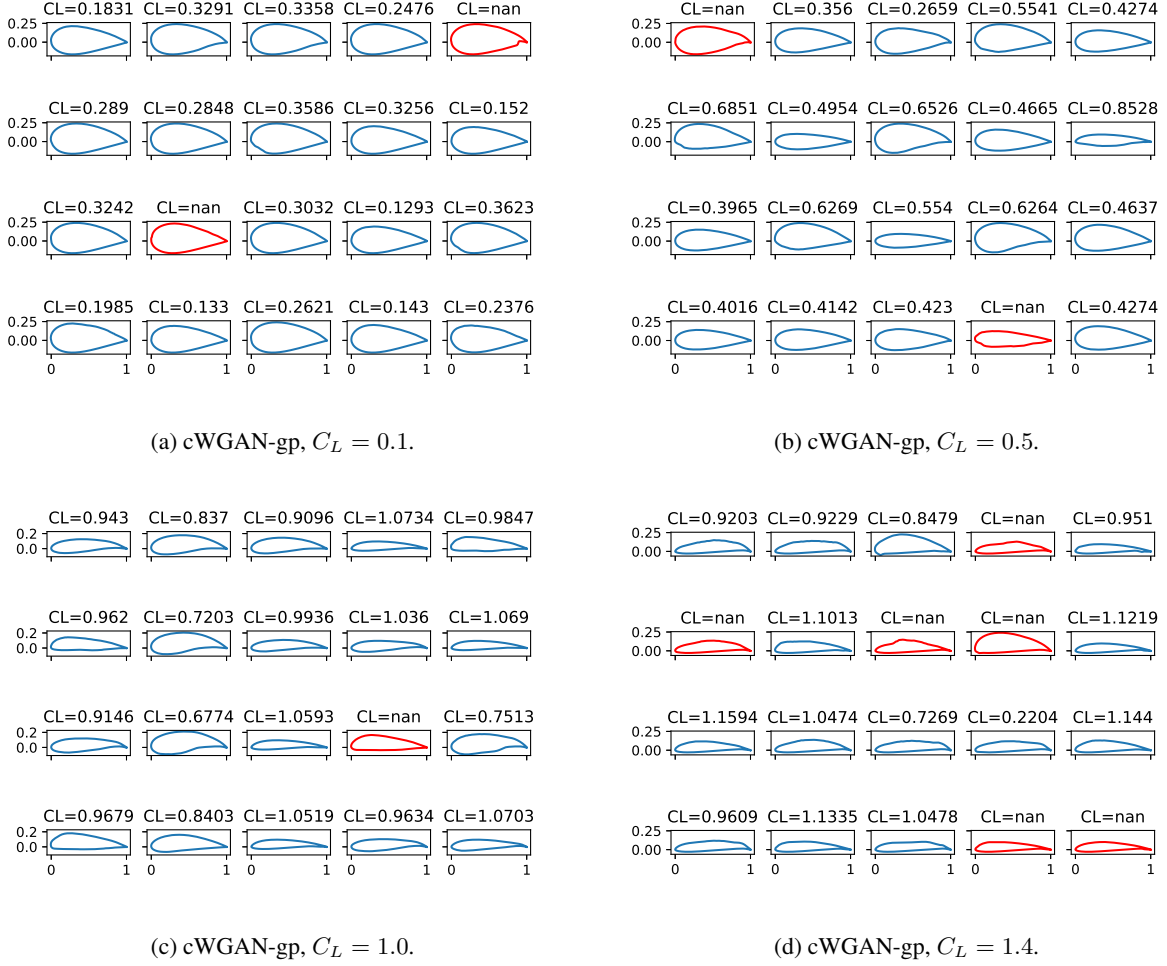 CL=0.1831 CL=0.3291 CL=0.3358 CL=0.2476 CL=nan
0.25
0.00
CL=0.289 CL=0.2848 CL=0.3586 CL=0.3256 CL=0.152
0.25
0.00
CL=0.3242 CL=nan CL=0.3032 CL=0.1293 CL=0.3623
0.25
0.00
CL=0.1985 CL=0.133 CL=0.2621 CL=0.143 CL=0.2376
0.25
0.00
0 1 0 1 0 1 0 1 0 1
(a) cWGAN-gp, C_L = 0.1.
CL=nan CL=0.356 CL=0.2659 CL=0.5541 CL=0.4274
0.25
0.00
CL=0.6851 CL=0.4954 CL=0.6526 CL=0.4665 CL=0.8528
0.25
0.00
CL=0.3965 CL=0.6269 CL=0.554 CL=0.6264 CL=0.4637
0.25
0.00
CL=0.4016 CL=0.4142 CL=0.423 CL=nan CL=0.4274
0.25
0.00
0 1 0 1 0 1 0 1 0 1
(b) cWGAN-gp, C_L = 0.5.
CL=0.943 CL=0.837 CL=0.9096 CL=1.0734 CL=0.9847
0.2
0.0
CL=0.962 CL=0.7203 CL=0.9936 CL=1.036 CL=1.069
0.2
0.0
CL=0.9146 CL=0.6774 CL=1.0593 CL=nan CL=0.7513
0.2
0.0
CL=0.9679 CL=0.8403 CL=1.0519 CL=0.9634 CL=1.0703
0.2
0.0
0 1 0 1 0 1 0 1 0 1
(c) cWGAN-gp, C_L = 1.0.
CL=0.9203 CL=0.9229 CL=0.8479 CL=nan CL=0.951
0.25
0.00
CL=nan CL=1.1013 CL=nan CL=nan CL=1.1219
0.25
0.00
CL=1.1594 CL=1.0474 CL=0.7269 CL=0.2204 CL=1.144
0.25
0.00
CL=0.9609 CL=1.1335 CL=1.0478 CL=nan CL=nan
0.25
0.00
0 1 0 1 0 1 0 1 0 1
(d) cWGAN-gp, C_L = 1.4.